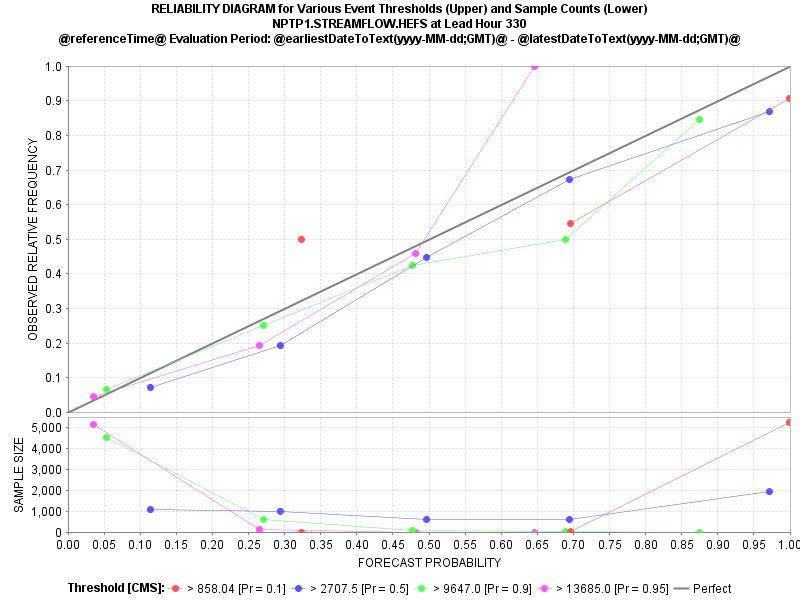 RELIABILITY DIAGRAM for Various Event Thresholds (Upper) and Sample Counts (Lower)
NPTP1.STREAMFLOW.HEFS at Lead Hour 330
@referenceTime@ Evaluation Period: @earliestDateToText(yyyy-MM-dd;GMT)@ - @latestDateToText(yyyy-MM-dd;GMT)@
OBSERVED RELATIVE FREQUENCY
1.0
0.9
0.8
0.7
0.6
0.5
0.4
0.3
0.2
0.1
0.0
SAMPLE SIZE
5,000
4,000
3,000
2,000
1,000
0
0.00 0.05 0.10 0.15 0.20 0.25 0.30 0.35 0.40 0.45 0.50 0.55 0.60 0.65 0.70 0.75 0.80 0.85 0.90 0.95 1.00
FORECAST PROBABILITY
Threshold [CMS]: > 858.04 [Pr = 0.1] > 2707.5 [Pr = 0.5] > 9647.0 [Pr = 0.9] > 13685.0 [Pr = 0.95] Perfect